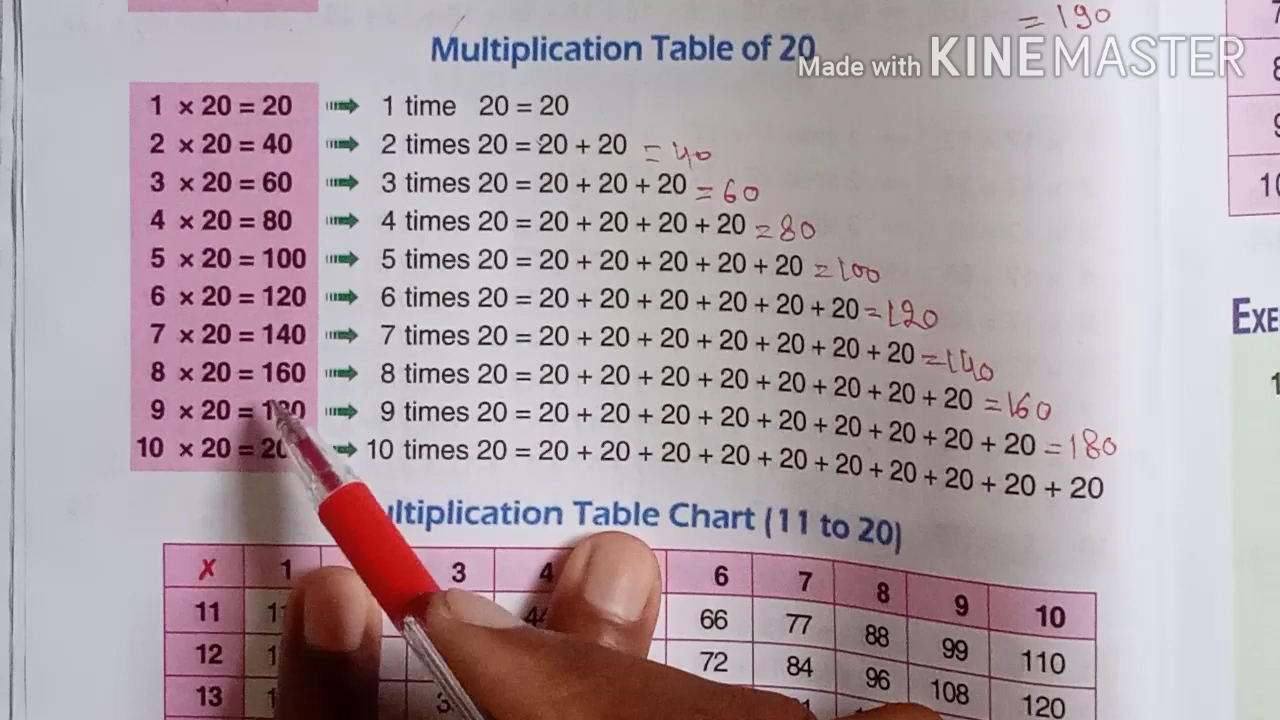 = 190
Multiplication Table of 20
Made with KINEMASTER
1 × 20 = 20 1 time 20 = 20
2 × 20 = 40 2 times 20 = 20 + 20 = 40
3 × 20 = 60 3 times 20 = 20 + 20 + 20 = 60
4 × 20 = 80 4 times 20 = 20 + 20 + 20 + 20 = 80
5 × 20 = 100 5 times 20 = 20 + 20 + 20 + 20 + 20 = 100
6 × 20 = 120 6 times 20 = 20 + 20 + 20 + 20 + 20 + 20 = 120
7 × 20 = 140 7 times 20 = 20 + 20 + 20 + 20 + 20 + 20 + 20 = 140
8 × 20 = 160 8 times 20 = 20 + 20 + 20 + 20 + 20 + 20 + 20 + 20 = 160
9 × 20 = 180 9 times 20 = 20 + 20 + 20 + 20 + 20 + 20 + 20 + 20 + 20 = 180
10 × 20 = 10 times 20 = 20 + 20 + 20 + 20 + 20 + 20 + 20 + 20 + 20 + 20
Table Chart (11 to 20)
✗ 1 3 4 6 7 8 9 10
11 66 77 88 99 110
12 72 84 96 108 120
13